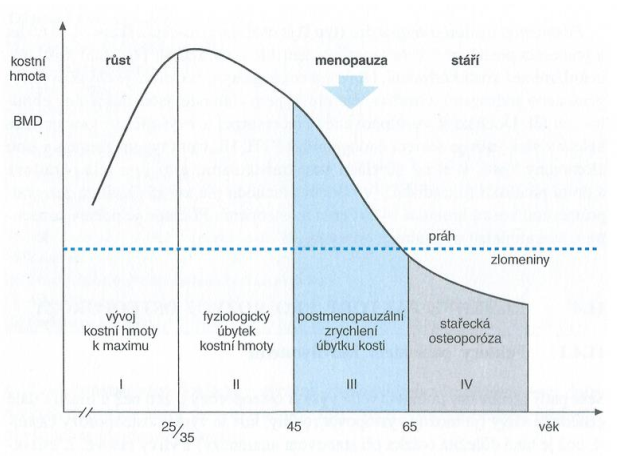 kostní
hmota
BMD
růst
menopauza
stáří
práh
zlomeniny
vývoj
kostní hmoty
k maximu
I
fyziologický
úbytek
kostní hmoty
II
postmenopauzální
zrychlení
úbytku kosti
III
stařecká
osteoporóza
IV
25/35
45
65
věk